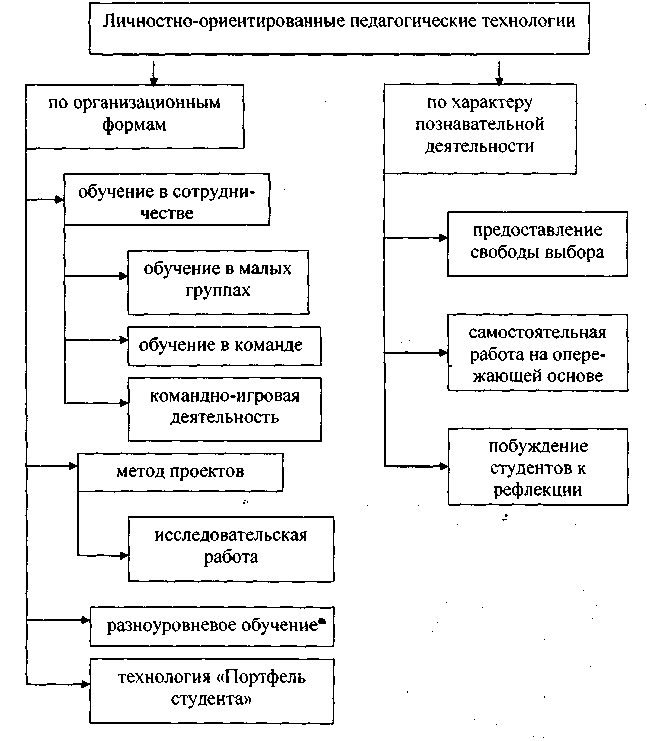 Личностно-ориентированные педагогические технологии
по организационным
формам
обучение в сотрудни-
честве
обучение в малых
группах
обучение в команде
командно-игровая
деятельность
метод проектов
исследовательская
работа
разноуровневое обучение
технология «Портфель
студента»
по характеру
познавательной
деятельности
предоставление
свободы выбора
самостоятельная
работа на опере-
жающей основе
побуждение
студентов к
рефлекции